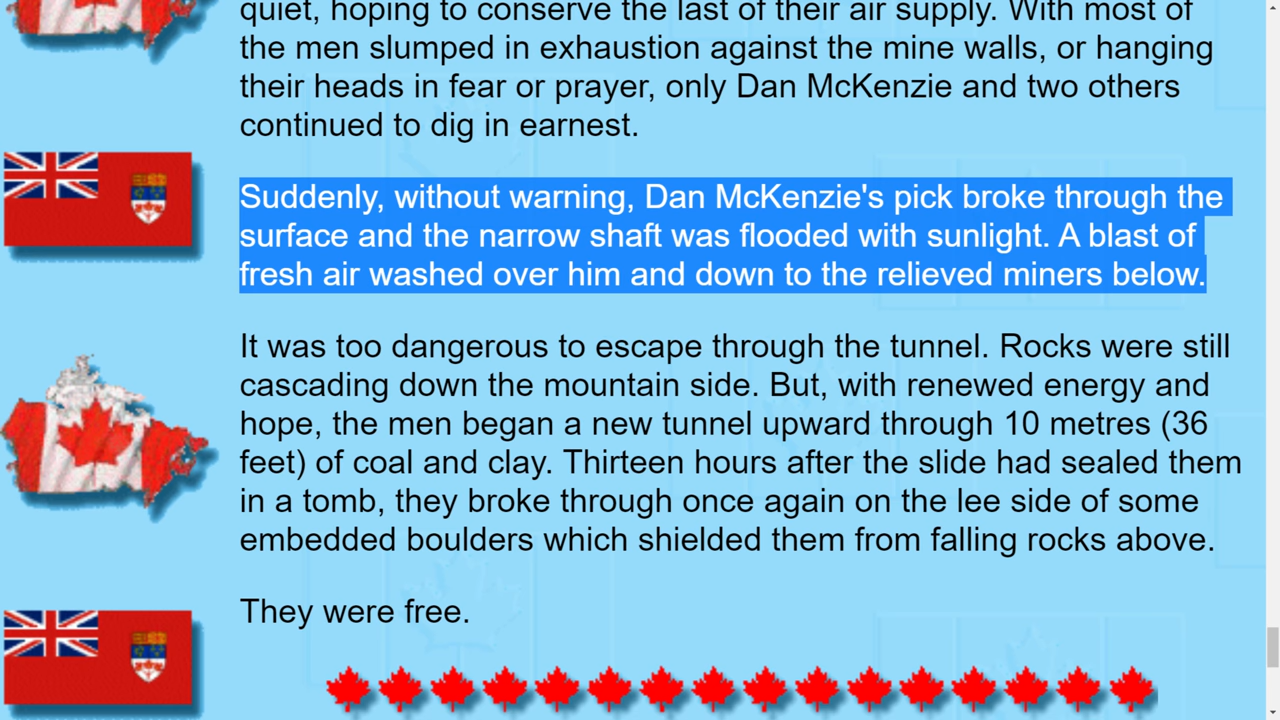 quiet, hoping to conserve the last of their air supply. With most of
the men slumped in exhaustion against the mine walls, or hanging
their heads in fear or prayer, only Dan McKenzie and two others
continued to dig in earnest.
Suddenly, without warning, Dan McKenzie's pick broke through the
surface and the narrow shaft was flooded with sunlight. A blast of
fresh air washed over him and down to the relieved miners below.
It was too dangerous to escape through the tunnel. Rocks were still
cascading down the mountain side. But, with renewed energy and
hope, the men began a new tunnel upward through 10 metres (36
feet) of coal and clay. Thirteen hours after the slide had sealed them
in a tomb, they broke through once again on the lee side of some
embedded boulders which shielded them from falling rocks above.
They were free.